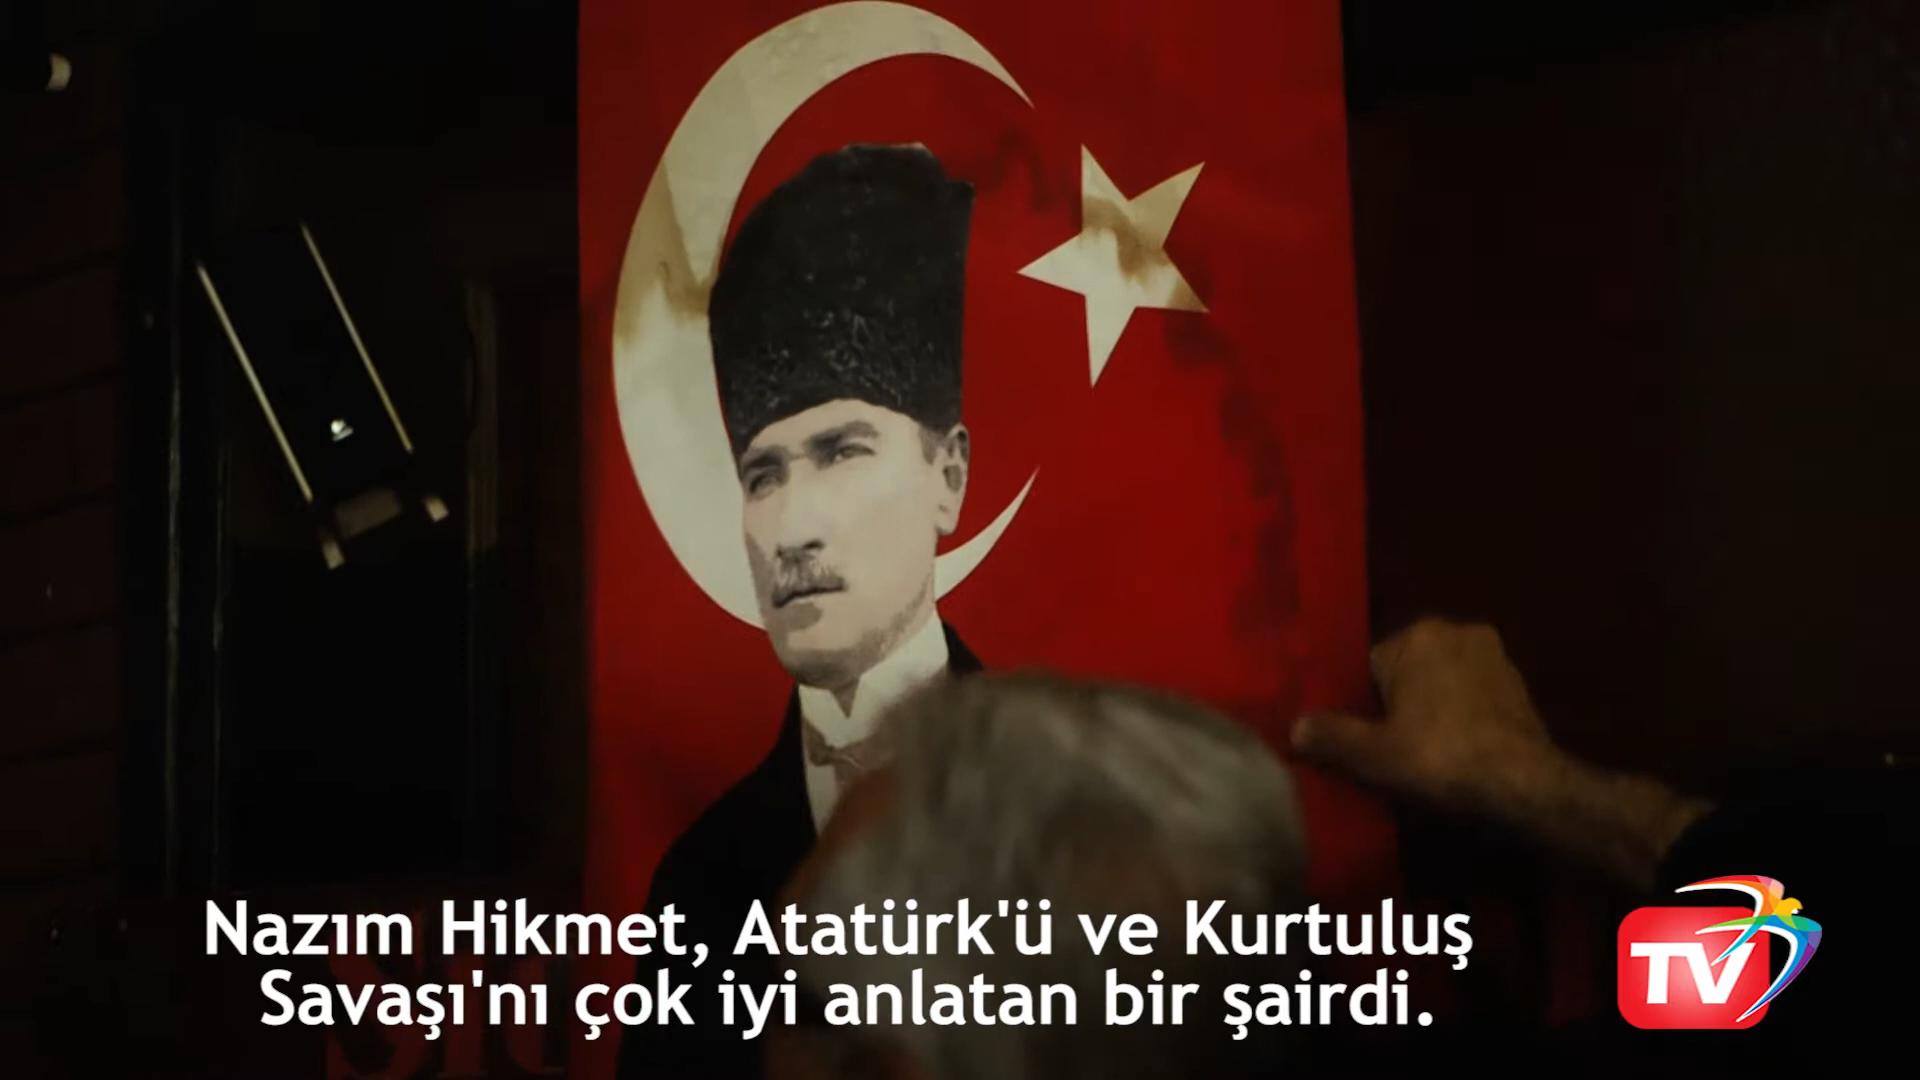 Nazım Hikmet, Atatürk'ü ve Kurtuluş
Savaşı'nı çok iyi anlatan bir şairdi.
TV